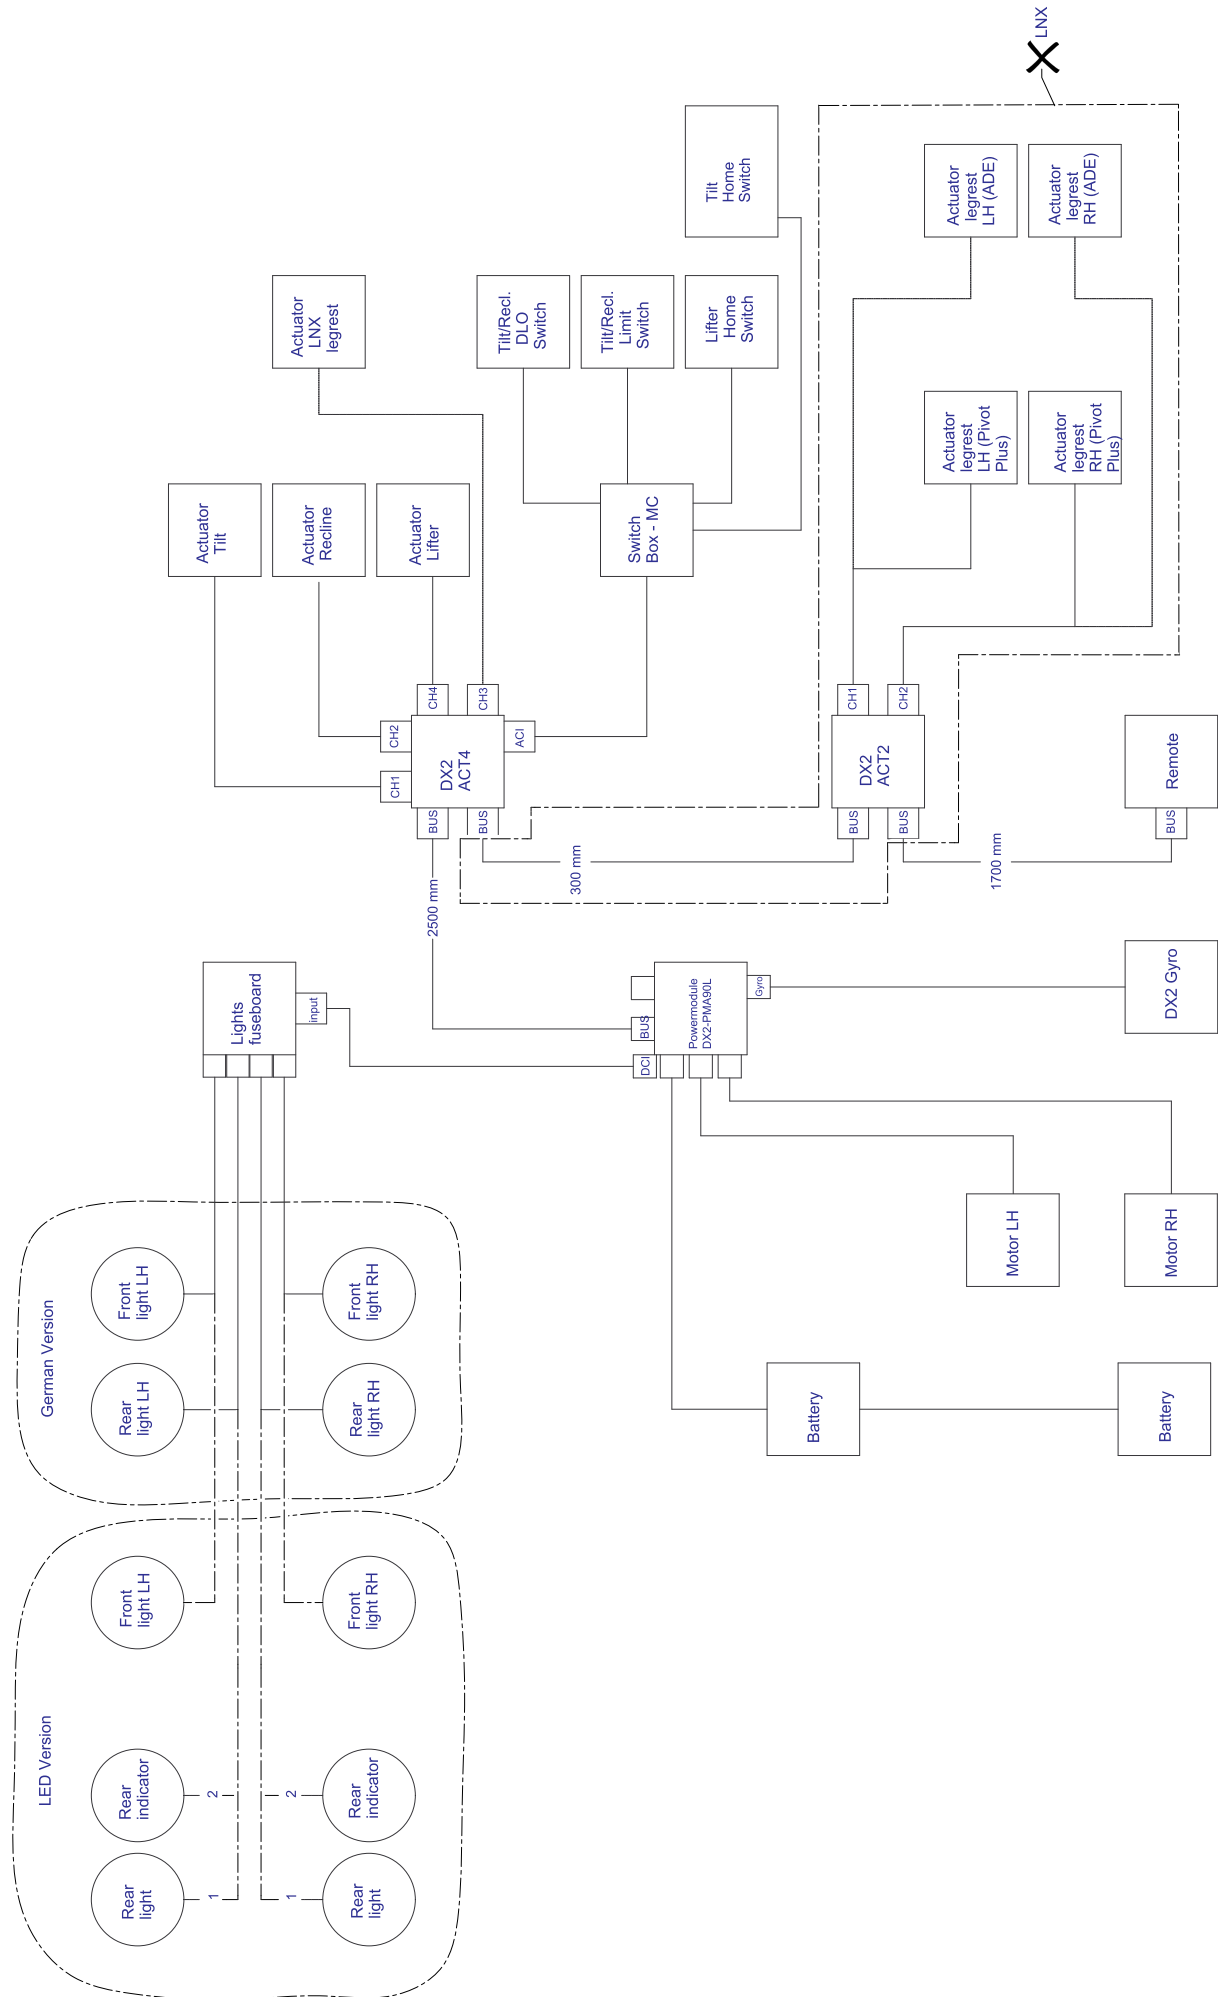 LED Version
Rear
light
Rear
indicator
Front
light LH
1
2
1
2
Rear
light
Rear
indicator
Front
light RH
German Version
Rear
light LH
Front
light LH
Rear
light RH
Front
light RH
Lights
fuseboard
input
2500 mm
300 mm
1700 mm
Actuator
Tilt
Actuator
Recline
Actuator
Lifter
Actuator
LNX
legrest
CH1
CH2
CH4
CH3
ACI
BUS
BUS
DX2
ACT4
Tilt/Recl.
DLO
Switch
Tilt/Recl.
Limit
Switch
Lifter
Home
Switch
Tilt
Home
Switch
Switch
Box - MC
DCI
BUS
Powermodule
DX2-PMA90L
Gyro
BUS
BUS
DX2
ACT2
CH1
CH2
Actuator
legrest
LH (Pivot
Plus)
Actuator
legrest
RH (Pivot
Plus)
Actuator
legrest
LH (ADE)
Actuator
legrest
RH (ADE)
LNX
Battery
Battery
Motor LH
Motor RH
DX2 Gyro
BUS
Remote